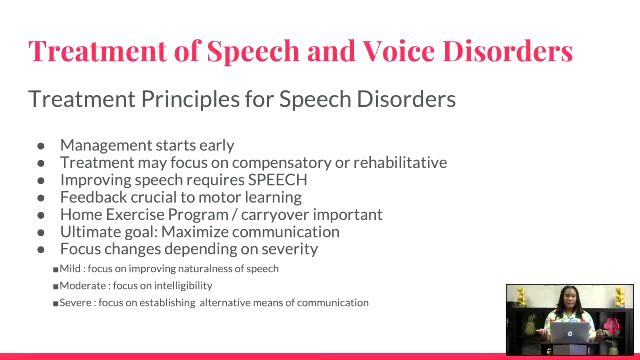 Treatment of Speech and Voice Disorders
Treatment Principles for Speech Disorders
● Management starts early
● Treatment may focus on compensatory or rehabilitative
● Improving speech requires SPEECH
● Feedback crucial to motor learning
● Home Exercise Program / carryover important
● Ultimate goal: Maximize communication
● Focus changes depending on severity
■Mild : focus on improving naturalness of speech
■Moderate : focus on intelligibility
■Severe : focus on establishing alternative means of communication